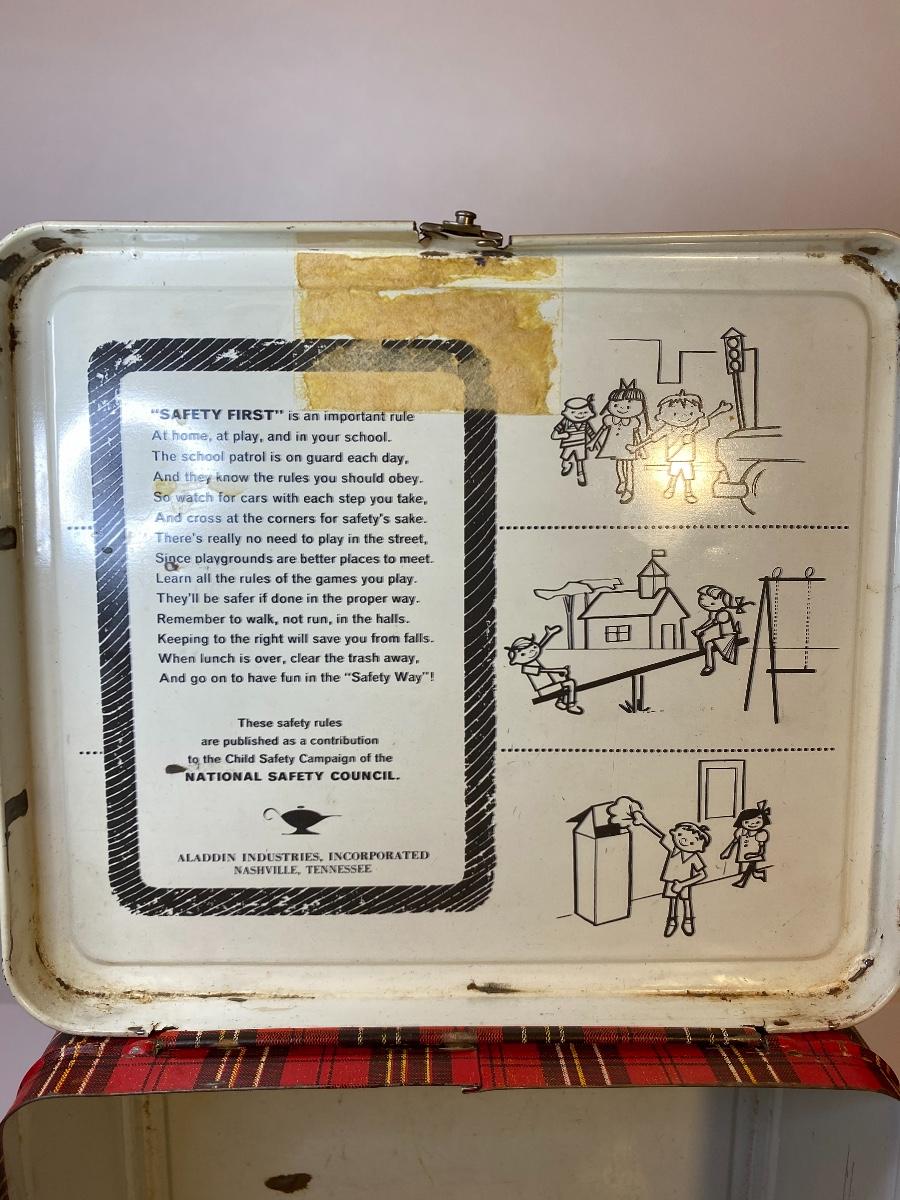 "SAFETY FIRST" is an important rule
At home, at play, and in your school.
The school patrol is on guard each day,
And they know the rules you should obey.
So watch for cars with each step you take,
And cross at the corners for safety's sake.
There's really no need to play in the street,
Since playgrounds are better places to meet.
Learn all the rules of the games you play.
They'll be safer if done in the proper way.
Remember to walk, not run, in the halls.
Keeping to the right will save you from falls.
When lunch is over, clear the trash away,
And go on to have fun in the "Safety Way"!
These safety rules
are published as a contribution
to the Child Safety Campaign of the
NATIONAL SAFETY COUNCIL.
ALADDIN INDUSTRIES, INCORPORATED
NASHVILLE, TENNESSEE